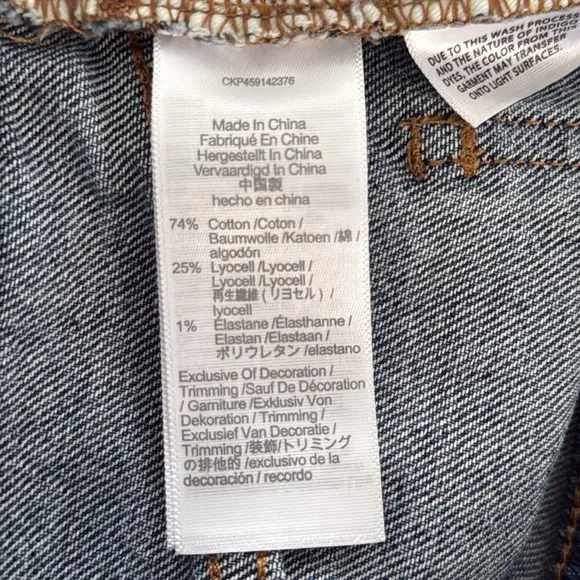 CKP459142376
Made In China
Fabriqué En Chine
Hergestellt In China
Vervaardigd In China
中国製
hecho en china
74% Cotton /Coton /
Baumwolle /Katoen /綿 /
algodón
25% Lyocell /Lyocell /
Lyocell /Lyocell /
再生繊維 ( リヨセル ) /
lyocell
1% Elastane /Élasthanne /
Elastan /Elastaan /
ポリウレタン /elastano
Exclusive Of Decoration /
Trimming /Sauf De Décoration
/ Garniture /Exklusiv Von
Dekoration / Trimming /
Exclusief Van Decoratie /
Trimming /装飾/トリミング
の排他的 /exclusivo de la
decoración / recordo
DUE TO THIS WASH PROCESS
AND THE NATURE OF INDIGO
DYES, THE COLOR FROM THIS
GARMENT MAY TRANSFER
ONTO LIGHT SURFACES.